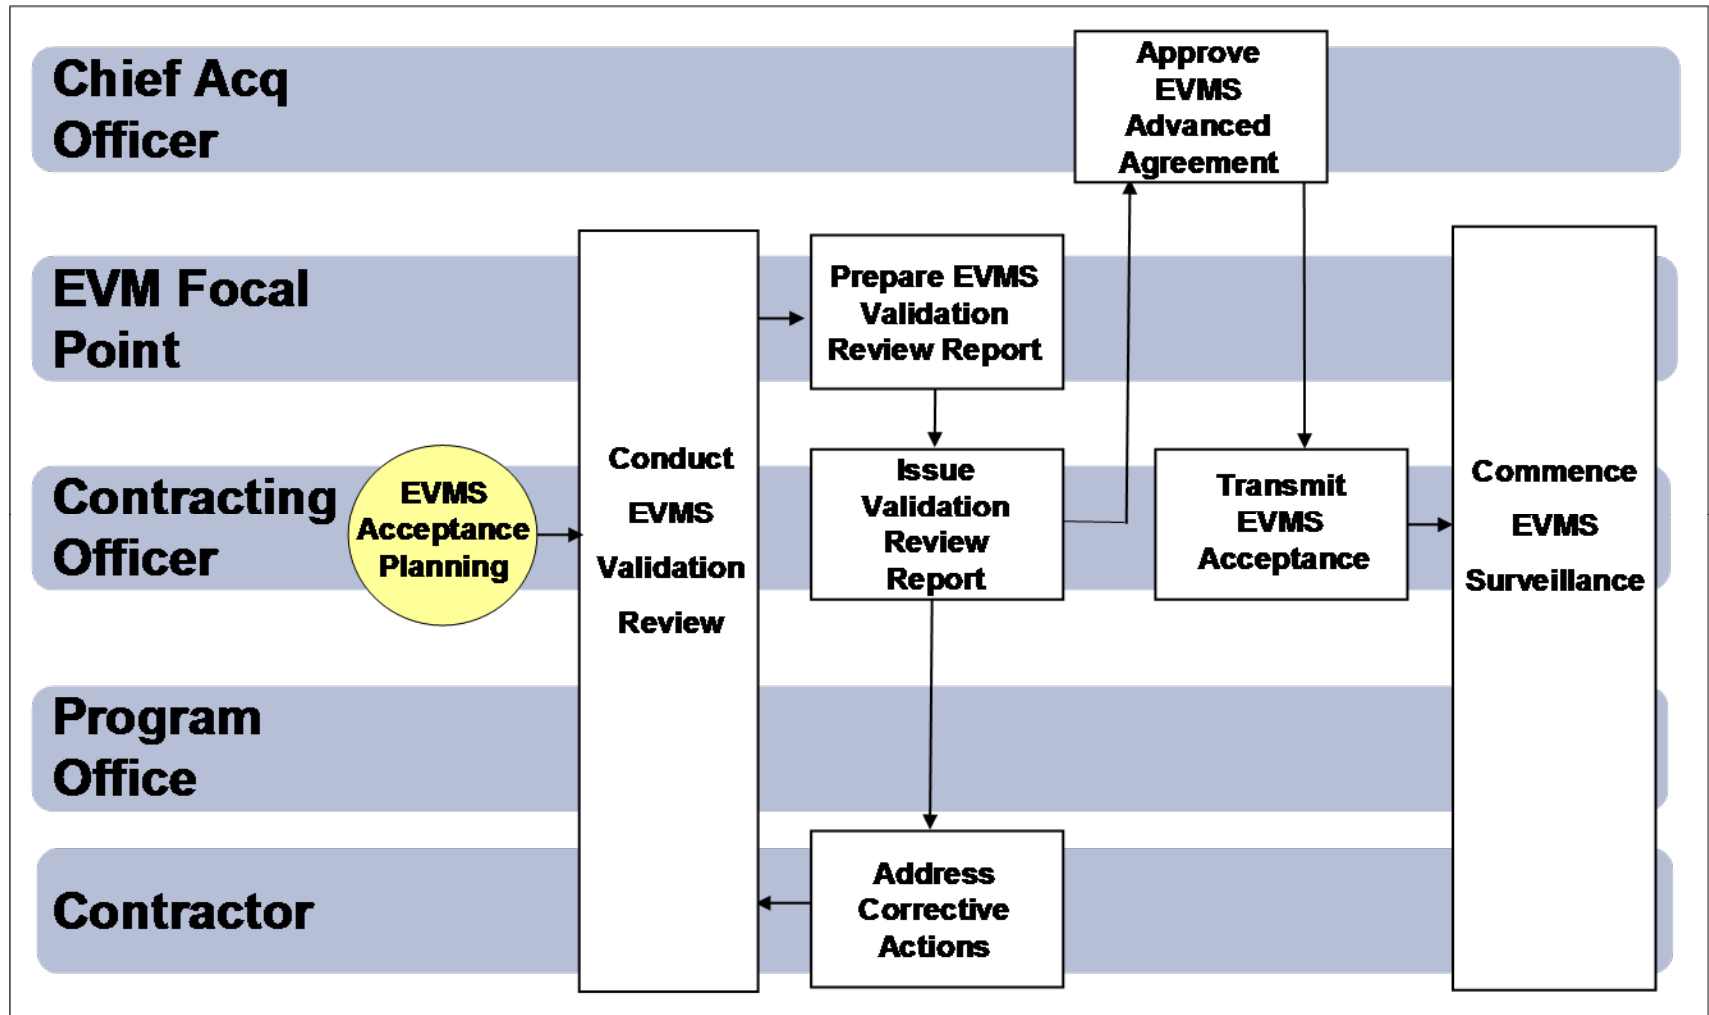 Chief Acq
Officer
Approve
EVMS
Advanced
Agreement
EVM Focal
Point
Prepare EVMS
Validation
Review Report
Contracting
Officer
EVMS
Acceptance
Planning
Conduct
EVMS
Validation
Review
Issue
Validation
Review
Report
Transmit
EVMS
Acceptance
Commence
EVMS
Surveillance
Program
Office
Contractor
Address
Corrective
Actions